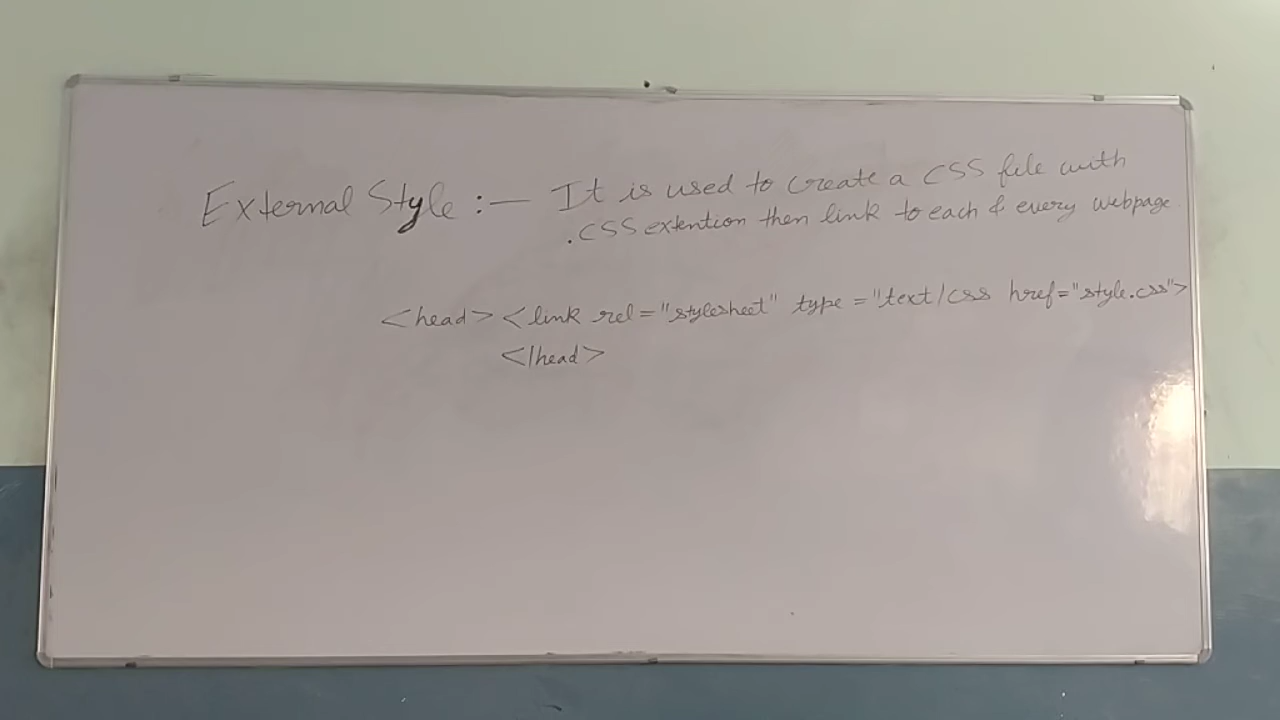 External Style :— It is used to create a CSS file with
.CSS extention then link to each & every webpage
<head><link rel="stylesheet" type="text/css href="style.css">
</head>